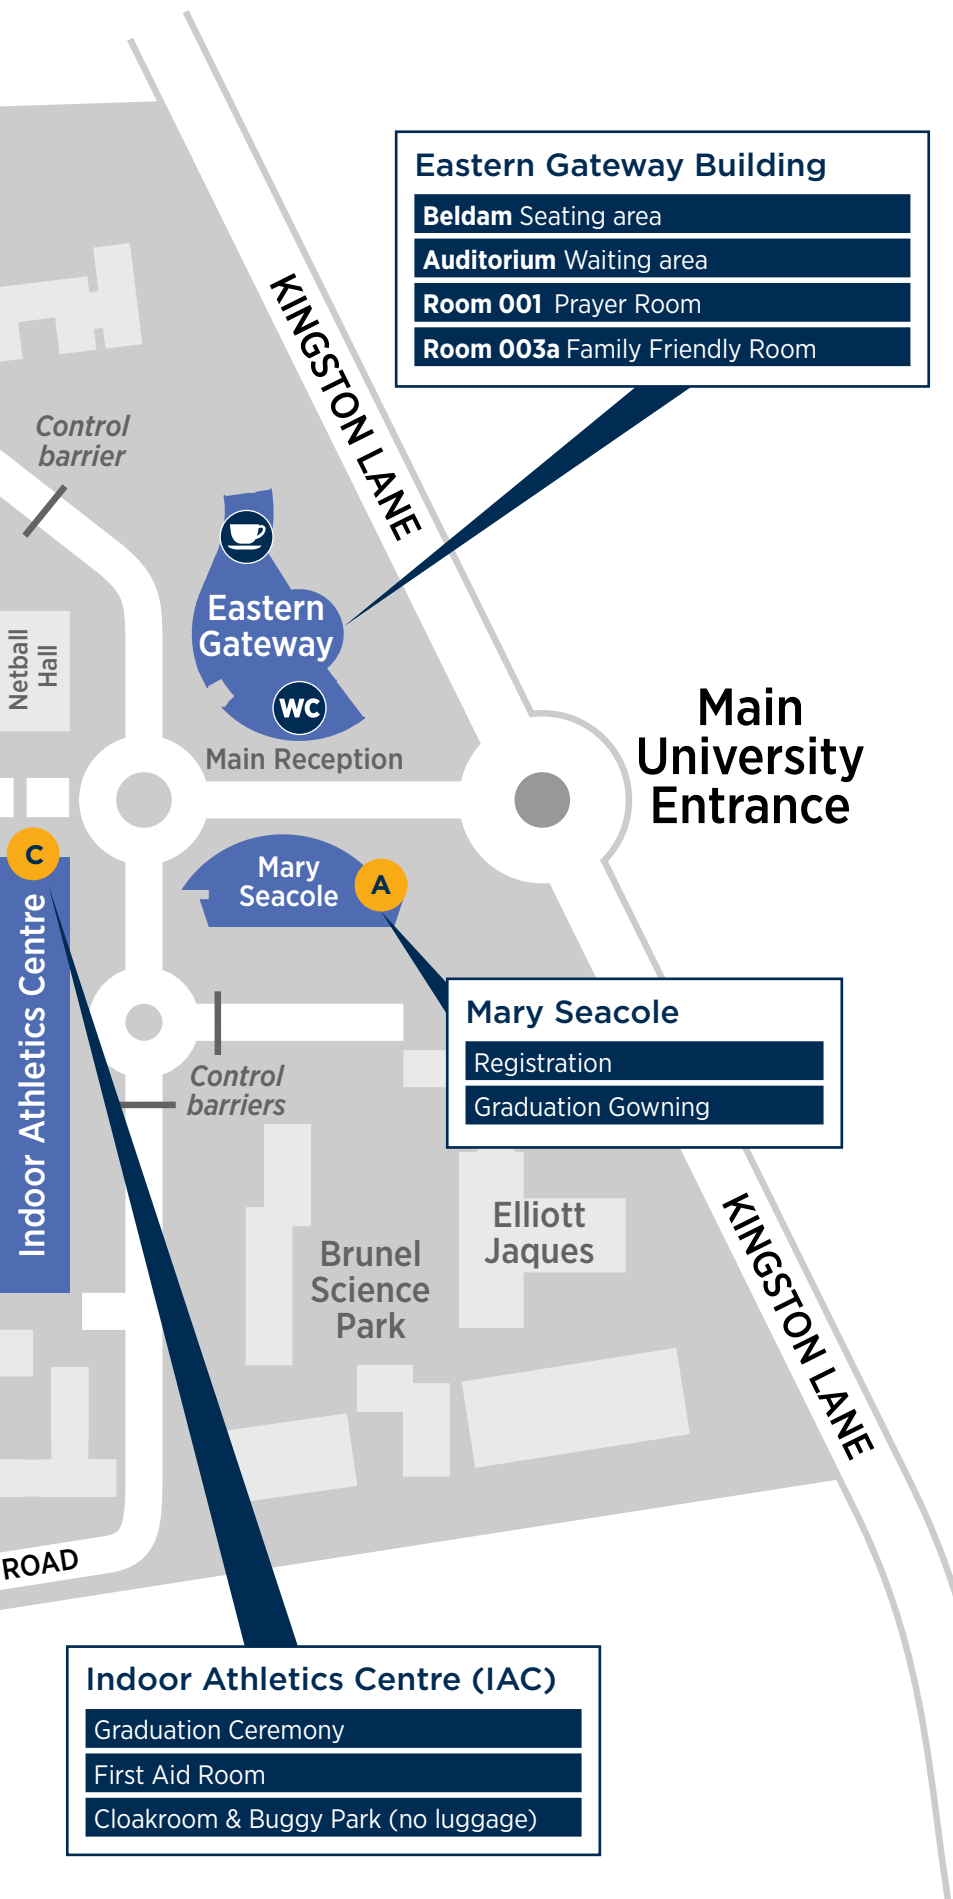 Eastern Gateway Building
Beldam Seating area
Auditorium Waiting area
Room 001 Prayer Room
Room 003a Family Friendly Room
KINGSTON LANE
Control
barrier
Eastern
Gateway
Netball
Hall
WC
Main Reception
Main
University
Entrance
C
Mary
Seacole
A
Indoor Athletics Centre
Mary Seacole
Registration
Graduation Gowning
Control
barriers
Elliott
Jaques
Brunel
Science
Park
KINGSTON LANE
ROAD
Indoor Athletics Centre (IAC)
Graduation Ceremony
First Aid Room
Cloakroom & Buggy Park (no luggage)